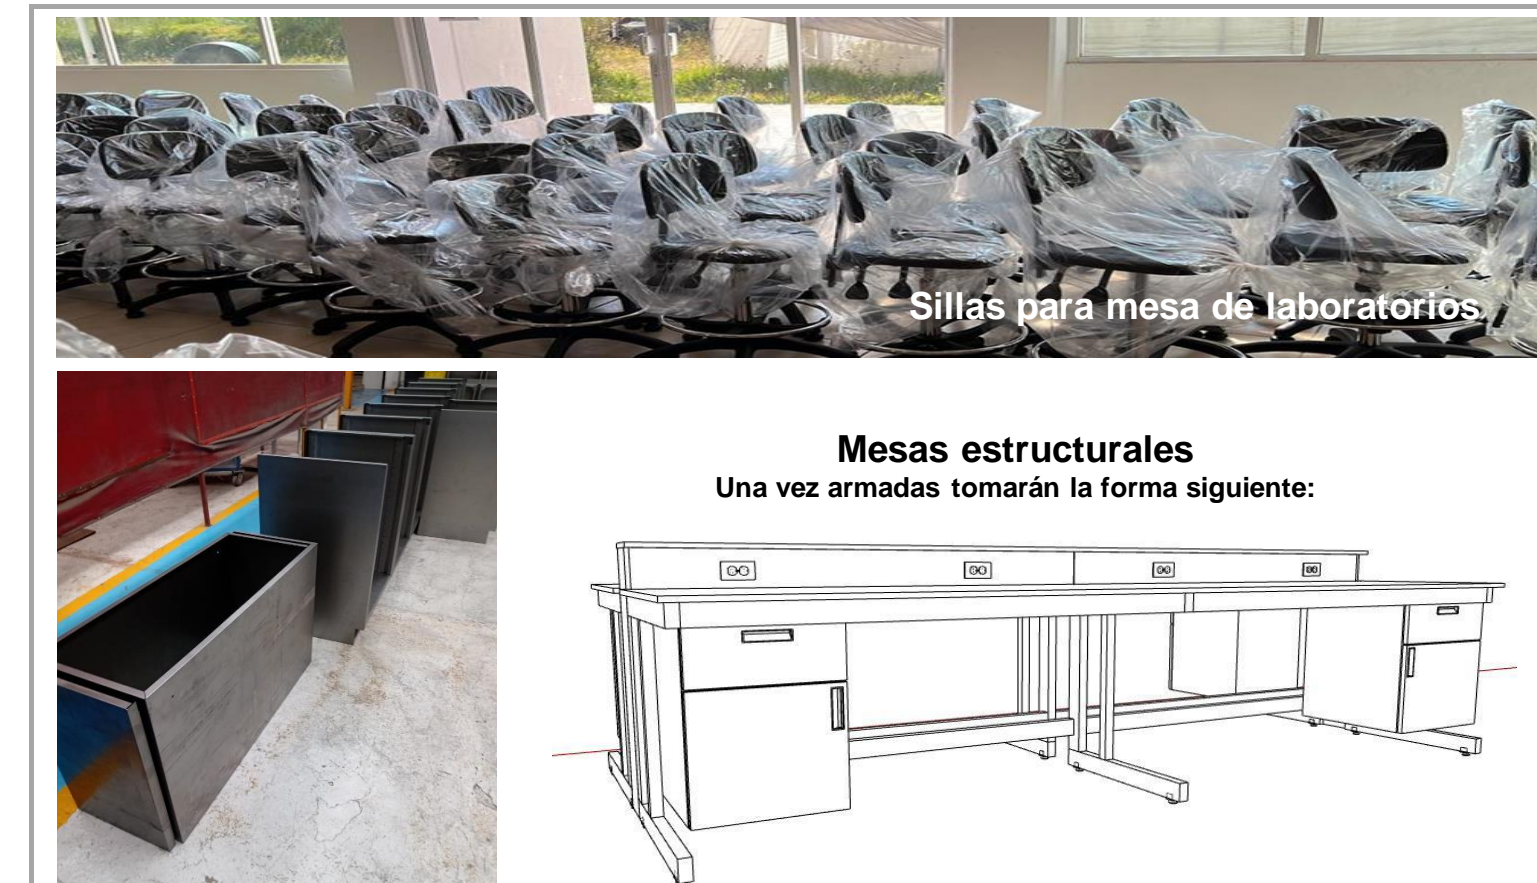 Sillas para mesa de laboratorios
Mesas estructurales
Una vez armadas tomarán la forma siguiente: